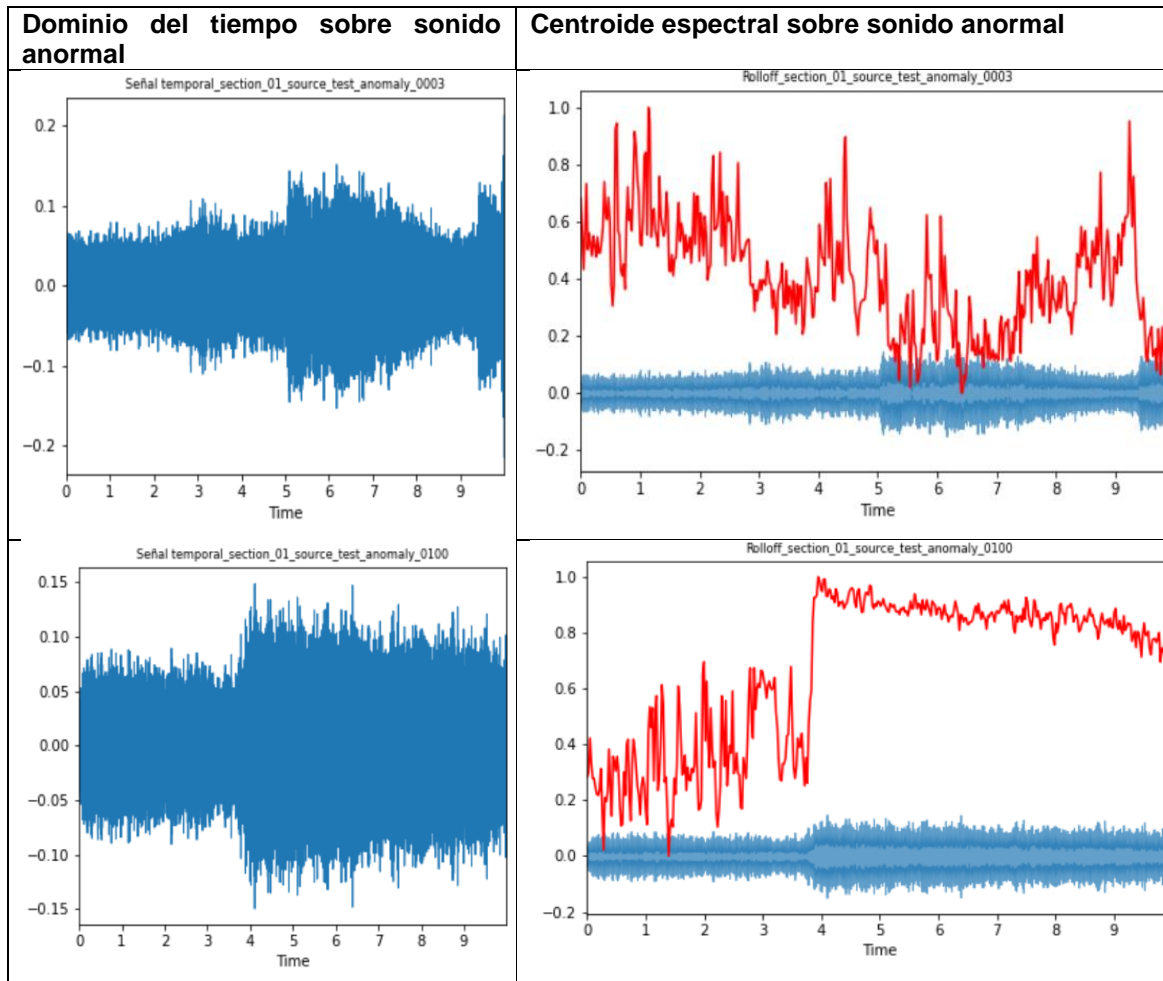 Dominio del tiempo sobre sonido
anormal
Centroide espectral sobre sonido anormal
Señal temporal_section_01_source_test_anomaly_0003
0.2
0.1
0.0
−0.1
−0.2
0 1 2 3 4 5 6 7 8 9
Time
Rolloff_section_01_source_test_anomaly_0003
1.0
0.8
0.6
0.4
0.2
0.0
−0.2
0 1 2 3 4 5 6 7 8 9
Time
Señal temporal_section_01_source_test_anomaly_0100
0.15
0.10
0.05
0.00
−0.05
−0.10
−0.15
0 1 2 3 4 5 6 7 8 9
Time
Rolloff_section_01_source_test_anomaly_0100
1.0
0.8
0.6
0.4
0.2
0.0
−0.2
0 1 2 3 4 5 6 7 8 9
Time